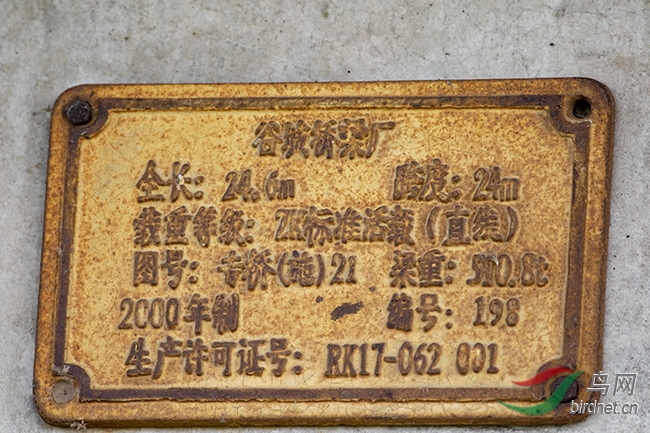 谷城桥梁厂
全长：24.6m 跨度：24m
载重等级：ZK标准活载（直线）
图号：专桥(施)21 梁重：510.8t
2000年制 编号：198
生产许可证号：RK17-062 001
鸟网
birdnet.cn